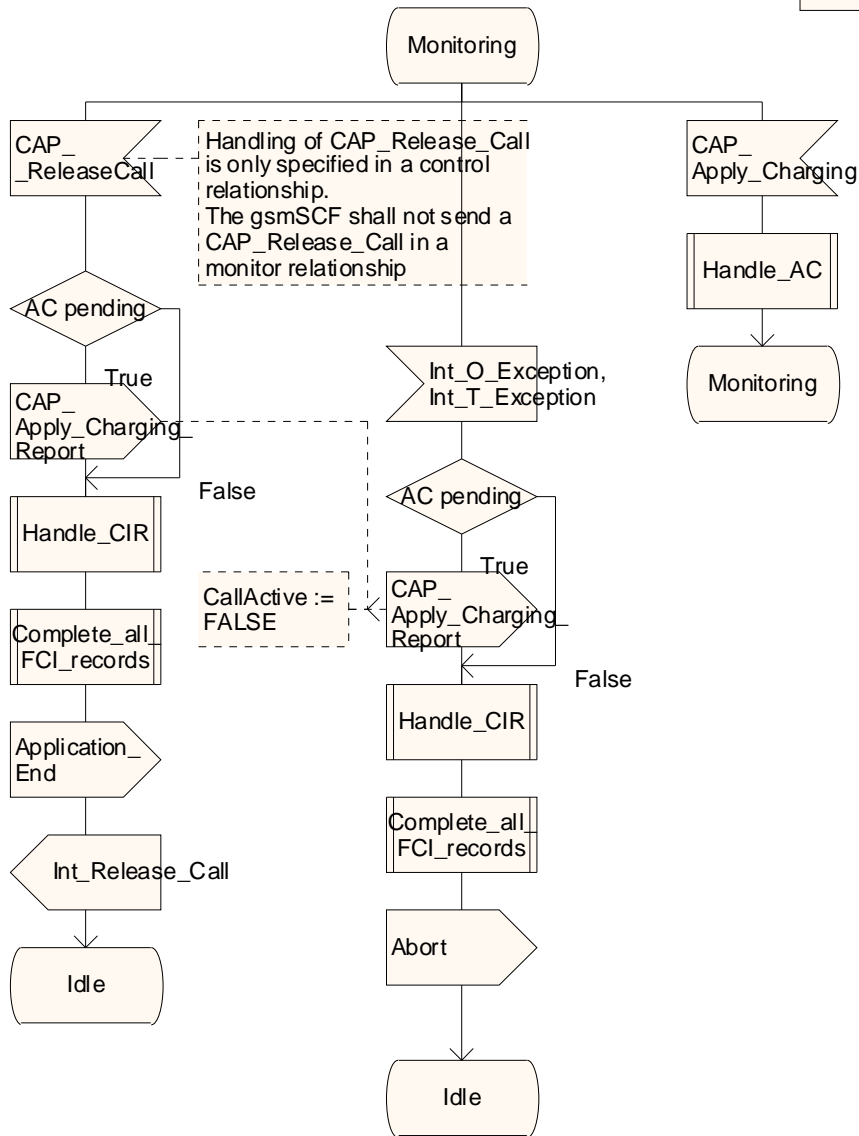 Monitoring
CAP_
_ReleaseCall
Handling of CAP_Release_Call
is only specified in a control
relationship.
The gsmSCF shall not send a
CAP_Release_Call in a
monitor relationship
CAP_
Apply_Charging
Handle_AC
Monitoring
AC pending
True
CAP_
Apply_Charging_
Report
False
Handle_CIR
Complete_all_
FCI_records
Application_
End
Int_Release_Call
Idle
Int_O_Exception,
Int_T_Exception
AC pending
True
CallActive :=
FALSE
CAP_
Apply_Charging_
Report
False
Handle_CIR
Complete_all_
FCI_records
Abort
Idle